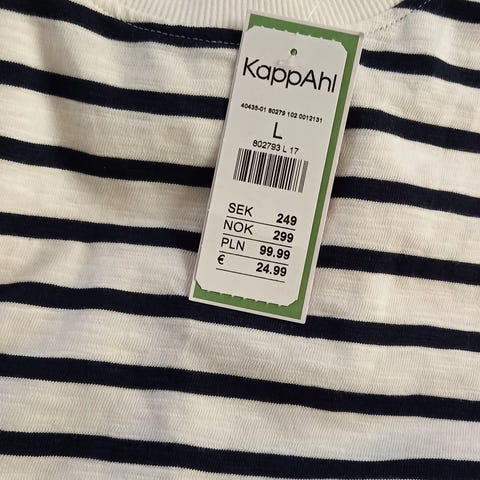 KappAhl
40435-01 80279 102 0012131
L
802793 L 17
SEK 249
NOK 299
PLN 99.99
€ 24.99